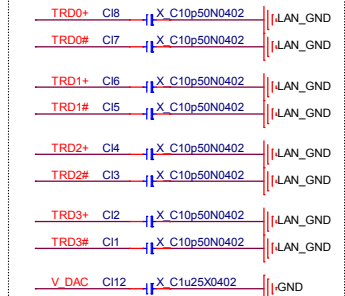 TRD0+ CI8 X_C10p50N0402 LAN_GND
TRD0# CI7 X_C10p50N0402 LAN_GND
TRD1+ CI6 X_C10p50N0402 LAN_GND
TRD1# CI5 X_C10p50N0402 LAN_GND
TRD2+ CI4 X_C10p50N0402 LAN_GND
TRD2# CI3 X_C10p50N0402 LAN_GND
TRD3+ CI2 X_C10p50N0402 LAN_GND
TRD3# CI1 X_C10p50N0402 LAN_GND
V_DAC CI12 X_C1u25X0402 GND